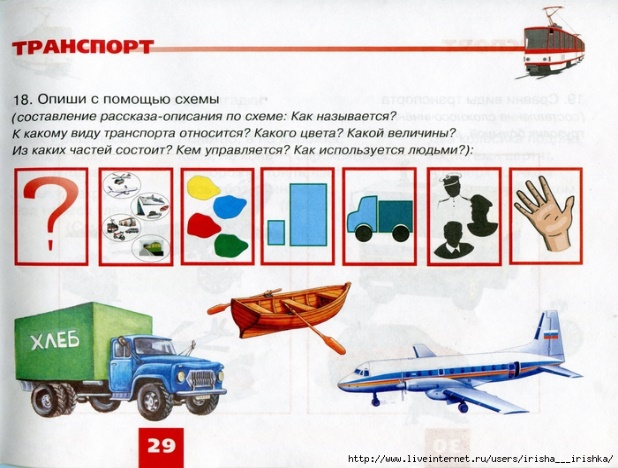 ТРАНСПОРТ
18. Опиши с помощью схемы
(составление рассказа-описания по схеме: Как называется?
К какому виду транспорта относится? Какого цвета? Какой величины?
Из каких частей состоит? Кем управляется? Как используется людьми?):
?
ХЛЕБ
29
http://www.liveinternet.ru/users/irisha___irishka/